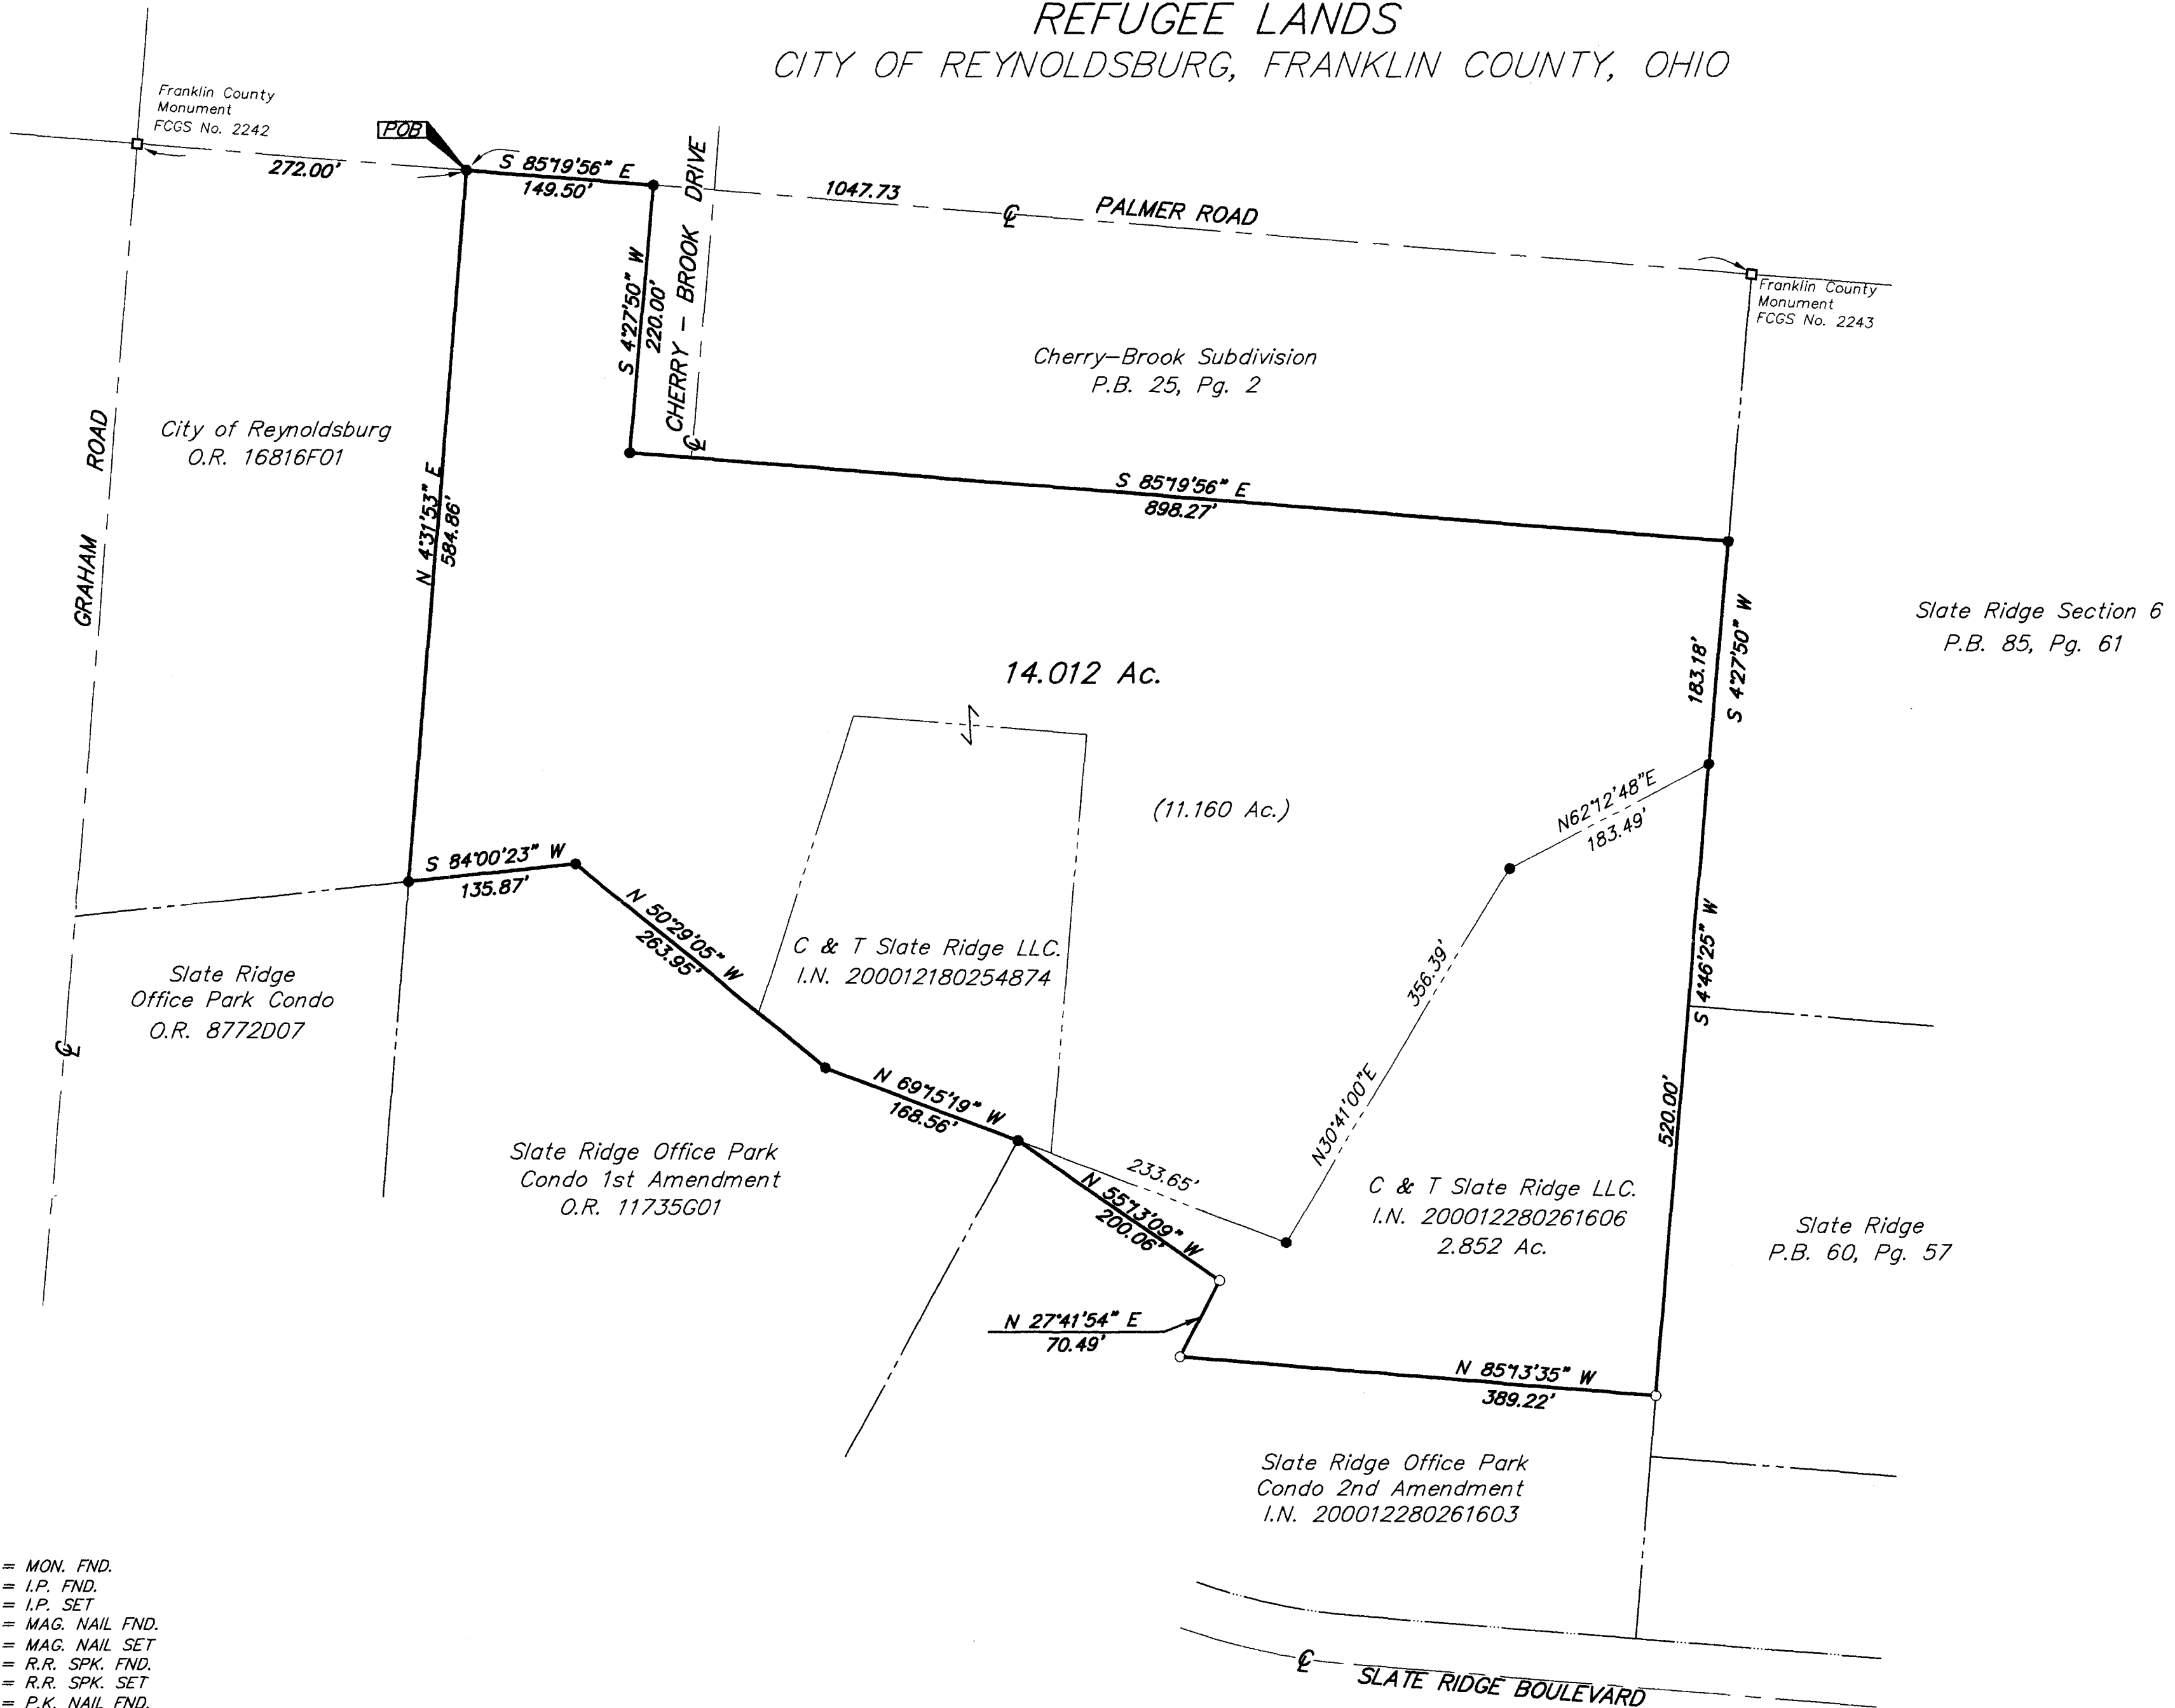 REFUGEE LANDS
CITY OF REYNOLDSBURG, FRANKLIN COUNTY, OHIO
Franklin County
Monument
FCGS No. 2242
POB
272.00'
S 85°19'56" E
149.50'
1047.73
℄
PALMER ROAD
Franklin County
Monument
FCGS No. 2243
S 4°27'50" W
220.00'
CHERRY - BROOK DRIVE
℄
Cherry-Brook Subdivision
P.B. 25, Pg. 2
GRAHAM ROAD
City of Reynoldsburg
O.R. 16816F01
N 4°31'53" E
584.86'
S 85°19'56" E
898.27'
183.18'
S 4°27'50" W
Slate Ridge Section 6
P.B. 85, Pg. 61
14.012 Ac.
(11.160 Ac.)
N62°12'48"E
183.49'
S 84°00'23" W
135.87'
N 50°29'05" W
263.95'
C & T Slate Ridge LLC.
I.N. 200012180254874
356.39'
N30°41'00"E
S 4°46'25" W
520.00'
Slate Ridge
Office Park Condo
O.R. 8772D07
℄
N 69°15'19" W
168.56'
Slate Ridge Office Park
Condo 1st Amendment
O.R. 11735G01
233.65'
N 55°13'09" W
200.06'
C & T Slate Ridge LLC.
I.N. 200012280261606
2.852 Ac.
Slate Ridge
P.B. 60, Pg. 57
N 27°41'54" E
70.49'
N 85°13'35" W
389.22'
Slate Ridge Office Park
Condo 2nd Amendment
I.N. 200012280261603
= MON. FND.
= I.P. FND.
= I.P. SET
= MAG. NAIL FND.
= MAG. NAIL SET
= R.R. SPK. FND.
= R.R. SPK. SET
= P.K. NAIL FND.
℄
SLATE RIDGE BOULEVARD